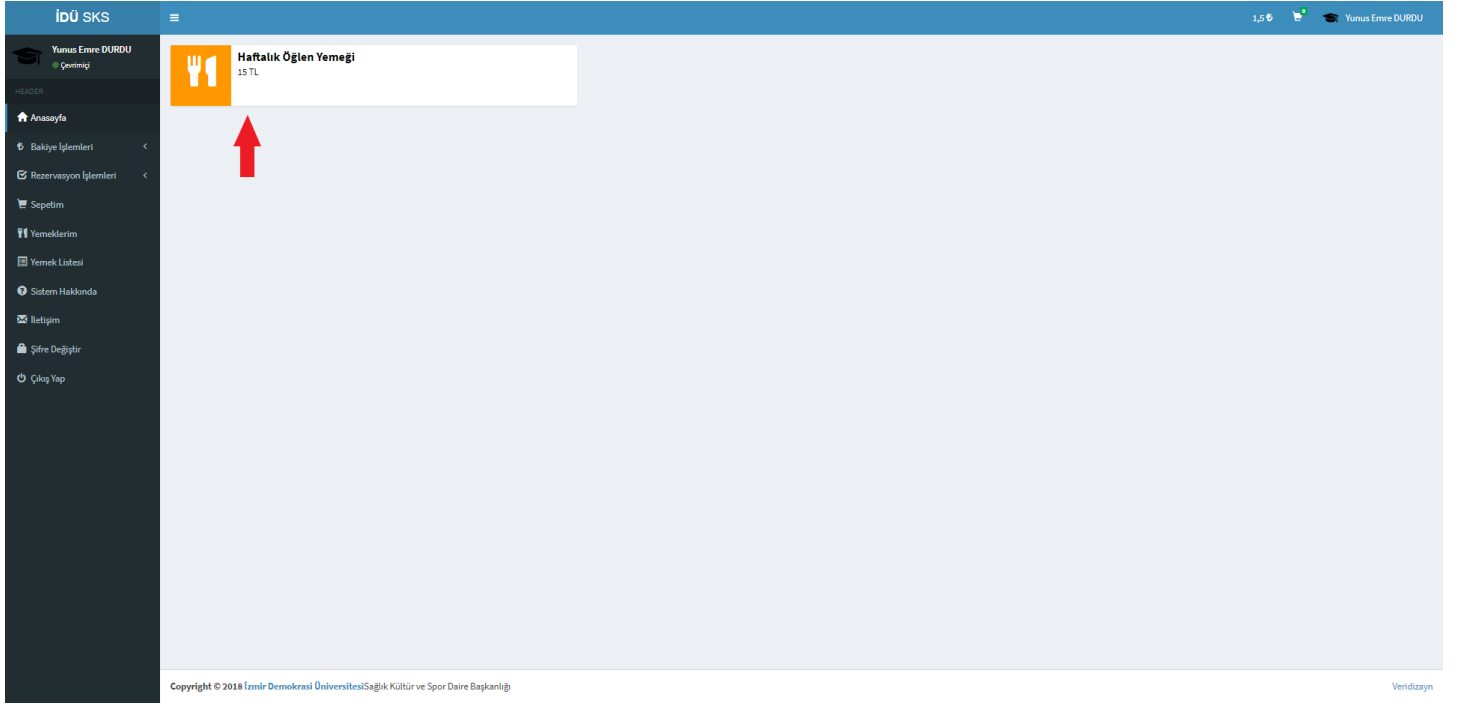 İDÜ SKS
1,5 ₺
0
Yunus Emre DURDU
Yunus Emre DURDU
Çevrimiçi
HEADER
Anasayfa
Bakiye İşlemleri
Rezervasyon İşlemleri
Sepetim
Yemeklerim
Yemek Listesi
Sistem Hakkında
İletişim
Şifre Değiştir
Çıkış Yap
Haftalık Öğlen Yemeği
15 TL
Copyright © 2018 İzmir Demokrasi ÜniversitesiSağlık Kültür ve Spor Daire Başkanlığı
Veridizayn